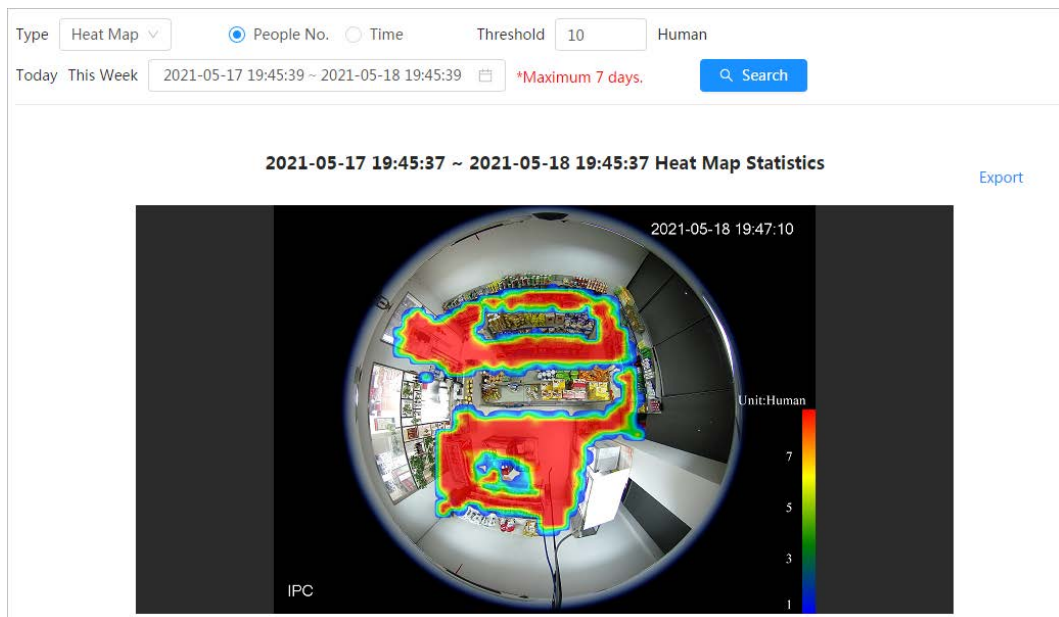 Type Heat Map People No. Time Threshold 10 Human
Today This Week 2021-05-17 19:45:39 ~ 2021-05-18 19:45:39 *Maximum 7 days. Search
2021-05-17 19:45:37 ~ 2021-05-18 19:45:37 Heat Map Statistics
Export
2021-05-18 19:47:10
Unit:Human
7
5
3
IPC
1